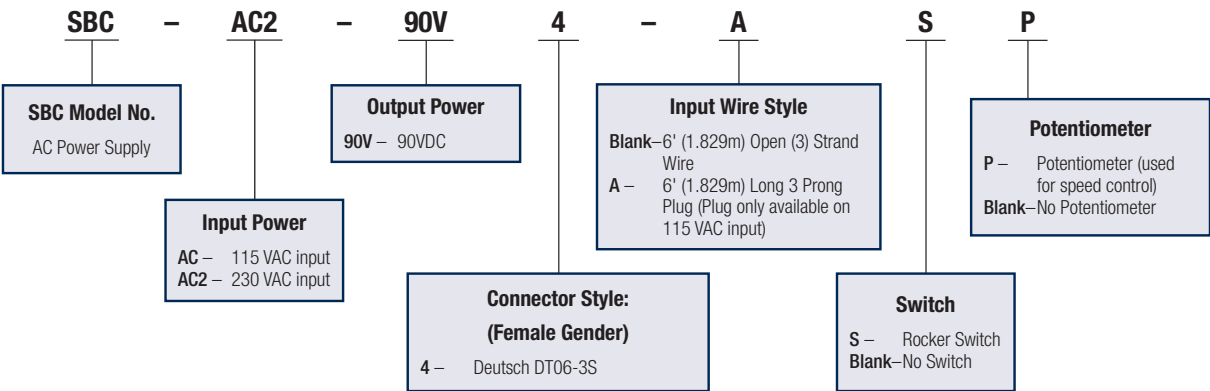 SBC – AC2 – 90V 4 – A S P
SBC Model No.
AC Power Supply
Input Power
AC – 115 VAC input
AC2 – 230 VAC input
Output Power
90V – 90VDC
Connector Style:
(Female Gender)
4 – Deutsch DT06-3S
Input Wire Style
Blank–6' (1.829m) Open (3) Strand
Wire
A – 6' (1.829m) Long 3 Prong
Plug (Plug only available on
115 VAC input)
Switch
S – Rocker Switch
Blank–No Switch
Potentiometer
P – Potentiometer (used
for speed control)
Blank–No Potentiometer